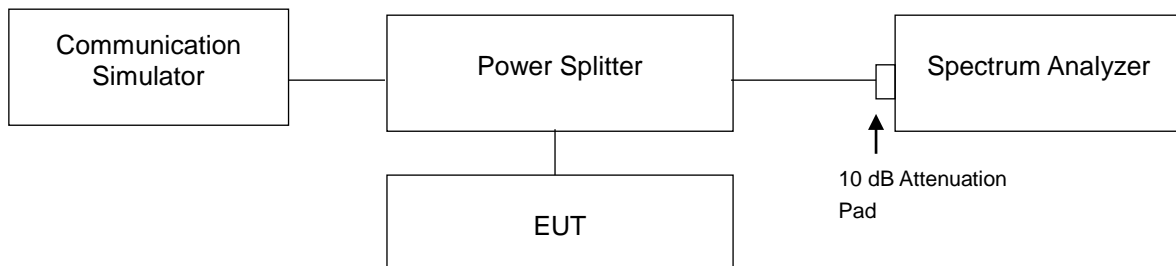 Communication
Simulator
Power Splitter
Spectrum Analyzer
10 dB Attenuation
Pad
EUT